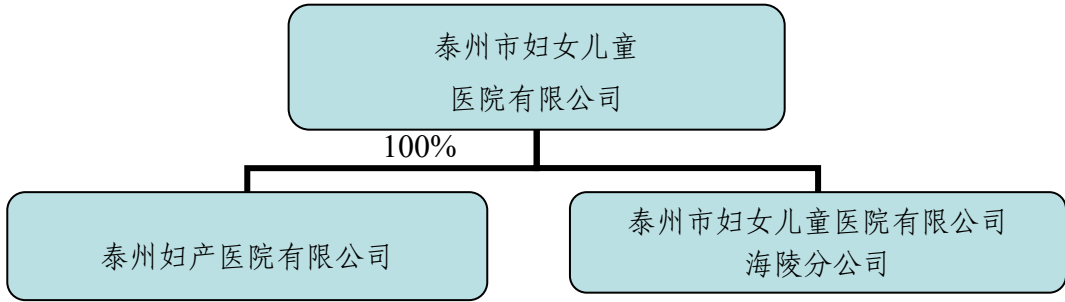 泰州市妇女儿童
医院有限公司
100%
泰州妇产医院有限公司
泰州市妇女儿童医院有限公司
海陵分公司